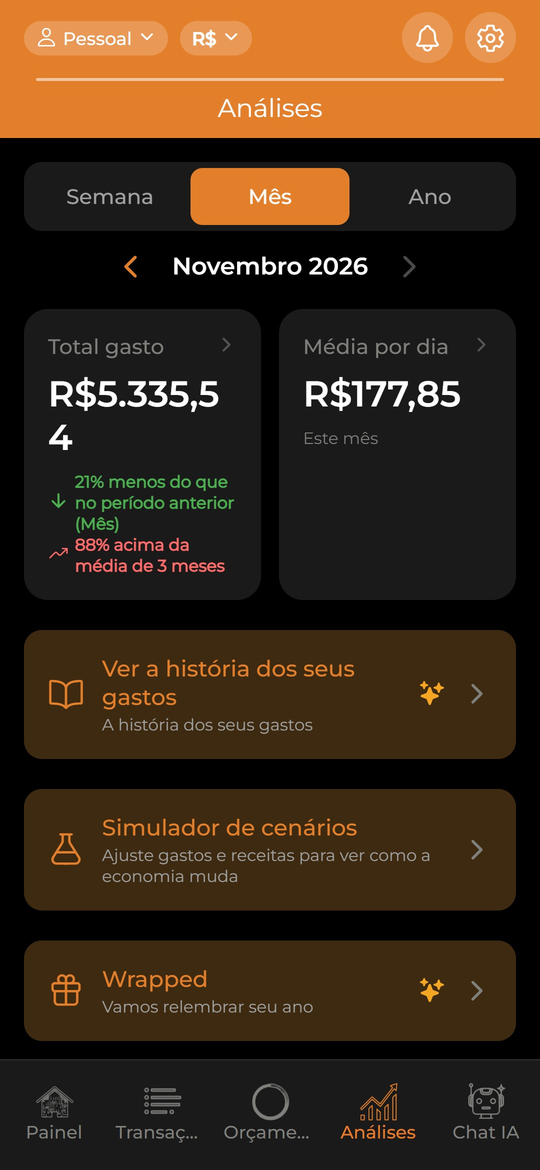 Pessoal R$
Análises
Semana Mês Ano
Novembro 2026
Total gasto
R$5.335,5
4
21% menos do que
no período anterior
(Mês)
88% acima da
média de 3 meses
Média por dia
R$177,85
Este mês
Ver a história dos seus
gastos
A história dos seus gastos
Simulador de cenários
Ajuste gastos e receitas para ver como a
economia muda
Wrapped
Vamos relembrar seu ano
Painel Transaç... Orçame... Análises Chat IA